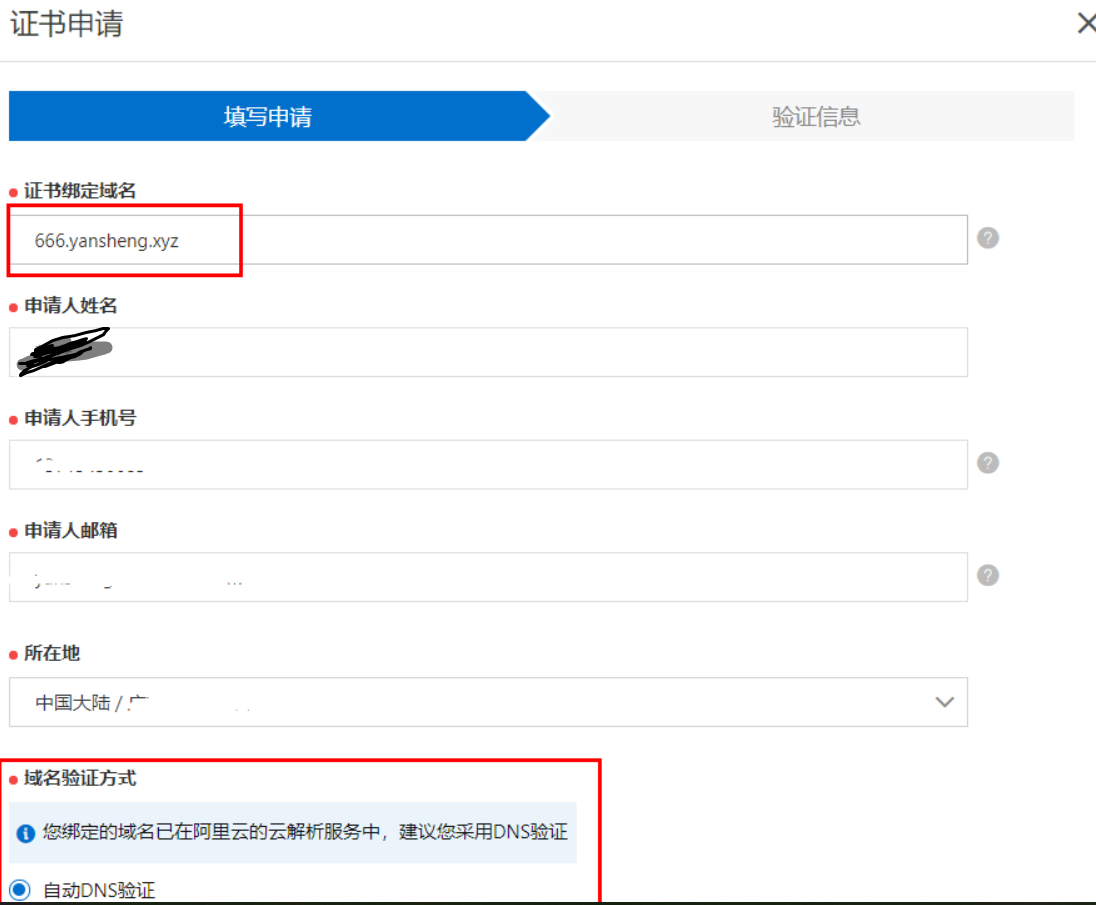 证书申请
填写申请
验证信息
证书绑定域名
666.yansheng.xyz
申请人姓名
申请人手机号
申请人邮箱
所在地
中国大陆 / 广
域名验证方式
您绑定的域名已在阿里云的云解析服务中，建议您采用DNS验证
自动DNS验证